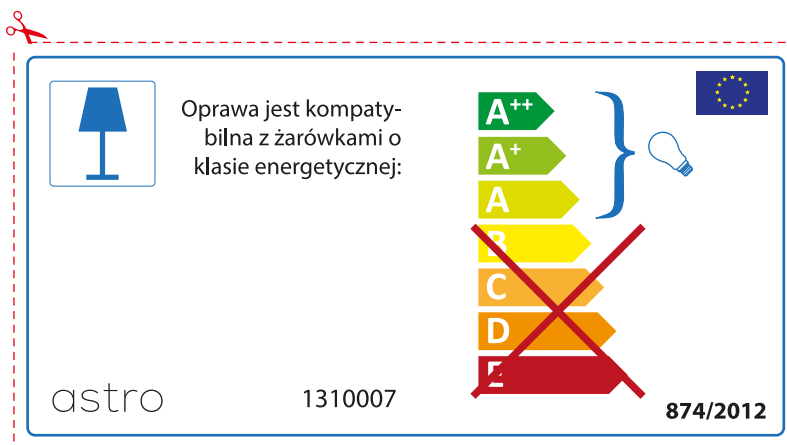 Oprawa jest kompaty-
bilna z żarówkami o
klasie energetycznej:
A++
A+
A
B
C
D
E
astro
1310007
874/2012